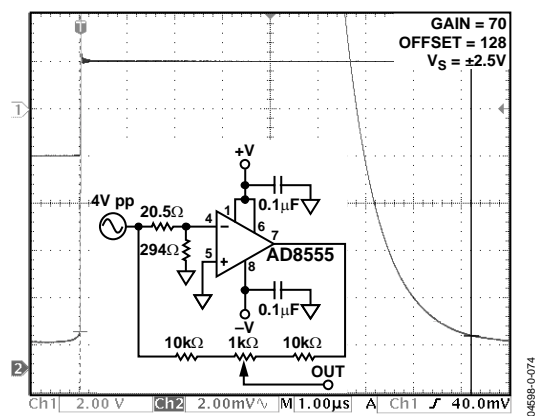 T
GAIN = 70
OFFSET = 128
VS = ±2.5V
1
+V
4V pp
20.5Ω
0.1µF
4
1
6
7
294Ω
5
8
AD8555
0.1µF
–V
10kΩ
1kΩ
10kΩ
OUT
2
Ch1 2.00 V Ch2 2.00mV∿ M 1.00µs A Ch1 ƒ 40.0mV
04598-0-074